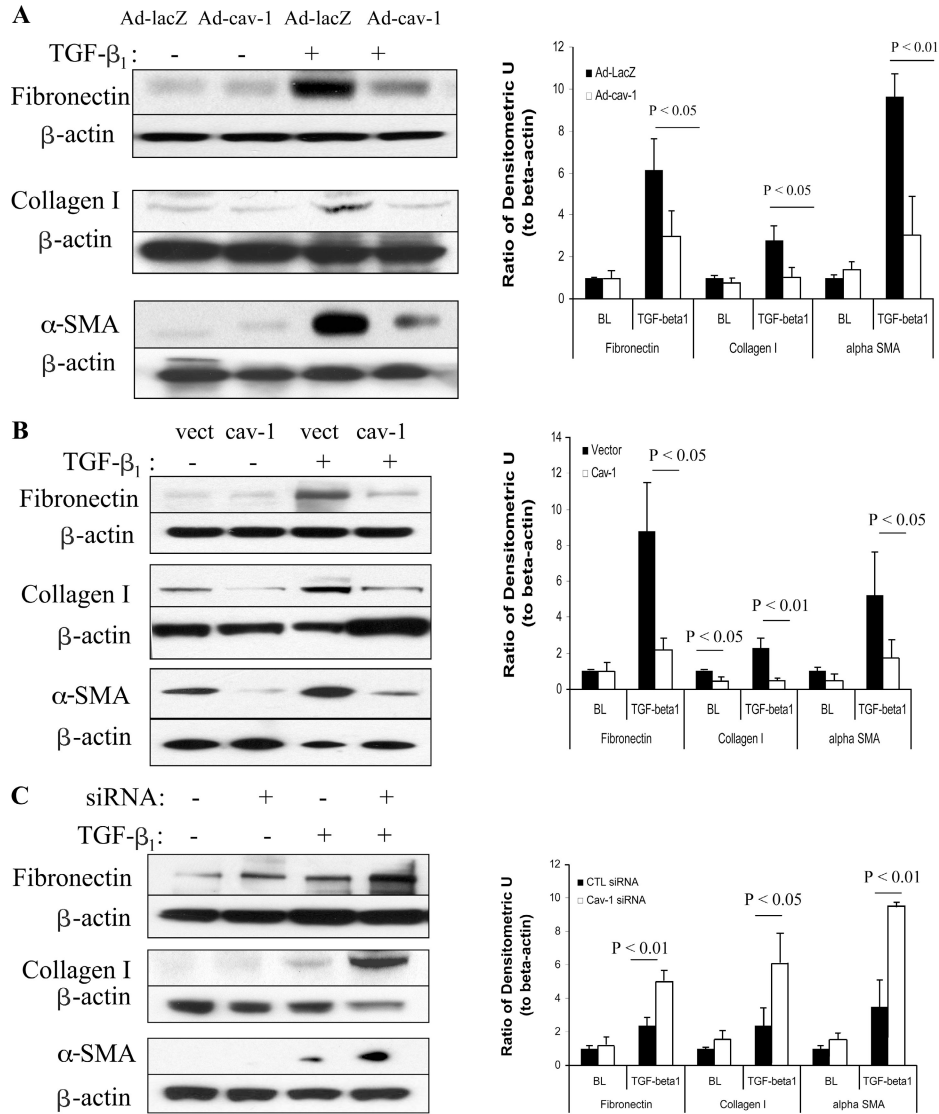 A
Ad-lacZ Ad-cav-1 Ad-lacZ Ad-cav-1
TGF-β1: - - + +
Fibronectin
β-actin
Collagen I
β-actin
α-SMA
β-actin
Ratio of Densitometric U
(to beta-actin)
12
10
8
6
4
2
0
Ad-LacZ
Ad-cav-1
P < 0.05
P < 0.05
P < 0.01
BL TGF-beta1 BL TGF-beta1 BL TGF-beta1
Fibronectin Collagen I alpha SMA
B
vect cav-1 vect cav-1
TGF-β1 : - - + +
Fibronectin
β-actin
Collagen I
β-actin
α-SMA
β-actin
Ratio of Densitometric U
(to beta-actin)
14
12
10
8
6
4
2
0
Vector
Cav-1
P < 0.05
P < 0.05
P < 0.01
P < 0.05
BL TGF-beta1 BL TGF-beta1 BL TGF-beta1
Fibronectin Collagen I alpha SMA
C
siRNA: - + - +
TGF-β1: - - + +
Fibronectin
β-actin
Collagen I
β-actin
α-SMA
β-actin
Ratio of Densitometric U
(to beta-actin)
12
10
8
6
4
2
0
CTL siRNA
Cav-1 siRNA
P < 0.01
P < 0.05
P < 0.01
BL TGF-beta1 BL TGF-beta1 BL TGF-beta1
Fibronectin Collagen I alpha SMA